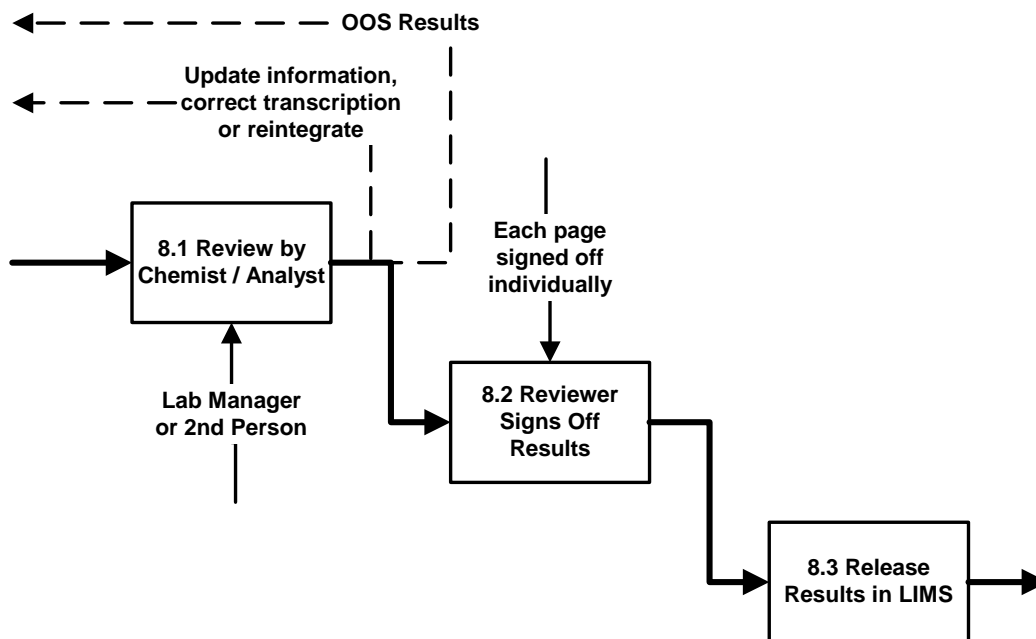 OOS Results
Update information,
correct transcription
or reintegrate
8.1 Review by
Chemist / Analyst
Each page
signed off
individually
Lab Manager
or 2nd Person
8.2 Reviewer
Signs Off
Results
8.3 Release
Results in LIMS